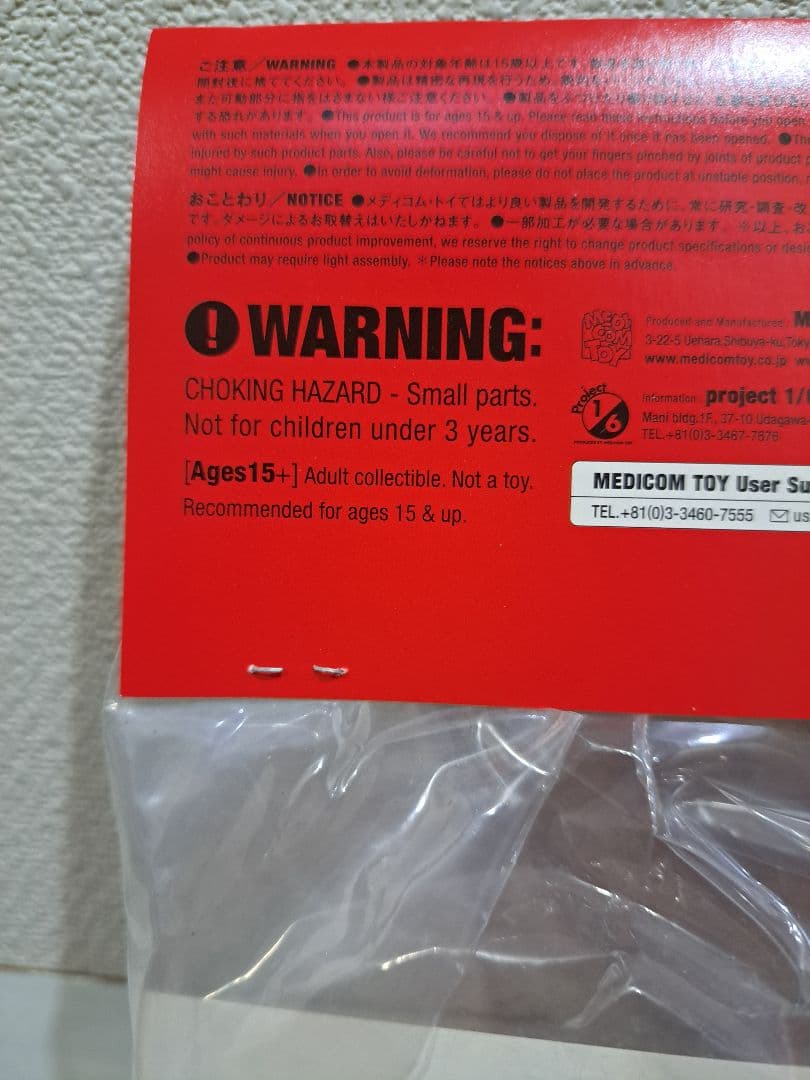 ご注意／WARNING ●本製品の対象年齢は15歳以上です。
開封後に捨ててください。 ●製品は精密な再現を行うため、
また可動部分に指をはさまない様ご注意ください。
する恐れがあります。 ●This product is for ages 15 & up. Please read these instructions before you open
with such materials when you open it. We recommend you dispose of it once it has been opened. ●
injured by such product parts. Also, please be careful not to get your fingers pinched by joints of product
might cause injury. ●In order to avoid deformation, please do not place the product at unstable position,
おことわり／NOTICE ●メディコム・トイではより良い製品を開発するために、常に研究・調査・改
です。ダメージによるお取替えはいたしかねます。 ●一部加工が必要な場合があります。 ※以上、お
policy of continuous product improvement, we reserve the right to change product specifications or
●Product may require light assembly. ＊Please note the notices above in advance.
WARNING:
CHOKING HAZARD - Small parts.
Not for children under 3 years.
[Ages15+] Adult collectible. Not a toy.
Recommended for ages 15 & up.
MEDICOM TOY
Produced and Manufactured
3-22-5 Uehara,Shibuya-ku,
www.medicomtoy.co.jp
Project 1/6
Information project 1/
Mani bldg.1F., 37-10 Udagawa-
TEL.+81(0)3-3467-7676
MEDICOM TOY User
TEL.+81(0)3-3460-7555 us